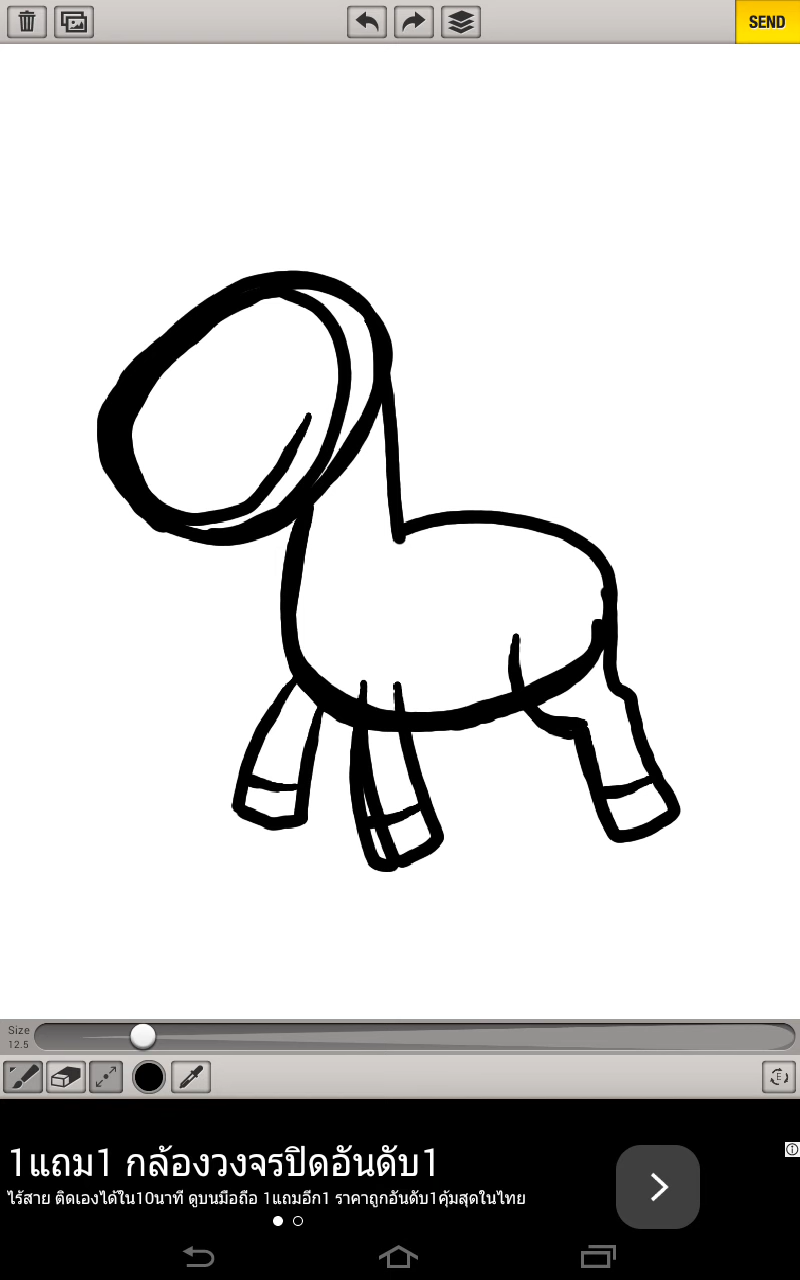 SEND
Size
12.5
1แถม1 กล้องวงจรปิดอันดับ1
ไร้สาย ติดเองได้ใน10นาที ดูบนมือถือ 1แถมอีก1 ราคาถูกอันดับ1คุ้มสุดในไทย